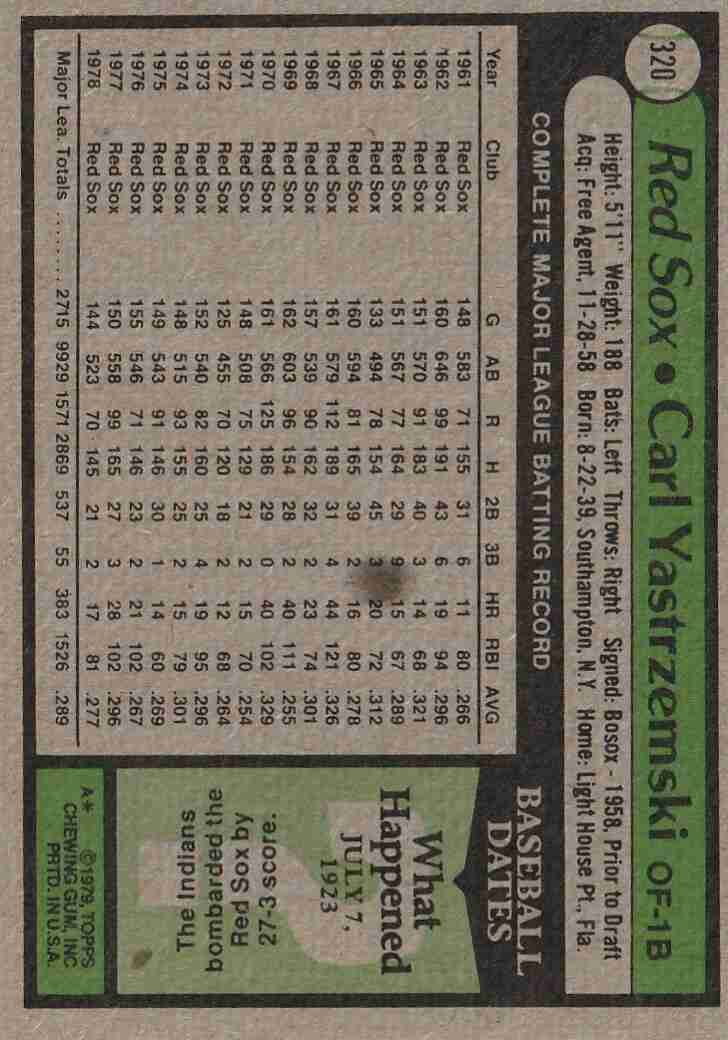 320
Red Sox • Carl Yastrzemski OF-1B
Height: 5'11" Weight: 188 Bats: Left Throws: Right Signed: Bosox - 1958, Prior to Draft
Acq: Free Agent, 11-28-58 Born: 8-22-39, Southampton, N.Y. Home: Light House Pt., Fla.
COMPLETE MAJOR LEAGUE BATTING RECORD
Year Club G AB R H 2B 3B HR RBI AVG
1961 Red Sox 148 583 71 155 31 6 11 80 .266
1962 Red Sox 160 646 99 191 43 6 19 94 .296
1963 Red Sox 151 570 91 183 40 3 14 68 .321
1964 Red Sox 151 567 77 164 29 9 15 67 .289
1965 Red Sox 133 494 78 154 45 3 20 72 .312
1966 Red Sox 160 594 81 165 39 2 16 80 .278
1967 Red Sox 161 579 112 189 31 4 44 121 .326
1968 Red Sox 157 539 90 162 32 2 23 74 .301
1969 Red Sox 162 603 96 154 28 2 40 111 .255
1970 Red Sox 161 566 125 186 29 0 40 102 .329
1971 Red Sox 148 508 75 129 21 2 15 70 .254
1972 Red Sox 125 455 70 120 18 2 12 68 .264
1973 Red Sox 152 540 82 160 25 4 19 95 .296
1974 Red Sox 148 515 93 155 25 2 15 79 .301
1975 Red Sox 149 543 91 146 30 1 14 60 .269
1976 Red Sox 155 546 71 146 23 2 21 102 .267
1977 Red Sox 150 558 99 165 27 3 28 102 .296
1978 Red Sox 144 523 70 145 21 2 17 81 .277
Major Lea. Totals ........ 2715 9929 1571 2869 537 55 383 1526 .289
BASEBALL
DATES
What
Happened
JULY 7,
1923
The Indians
bombarded the
Red Sox by
27-3 score.
A* ©1979, TOPPS
CHEWING GUM, INC
PRTD. IN U.S.A.